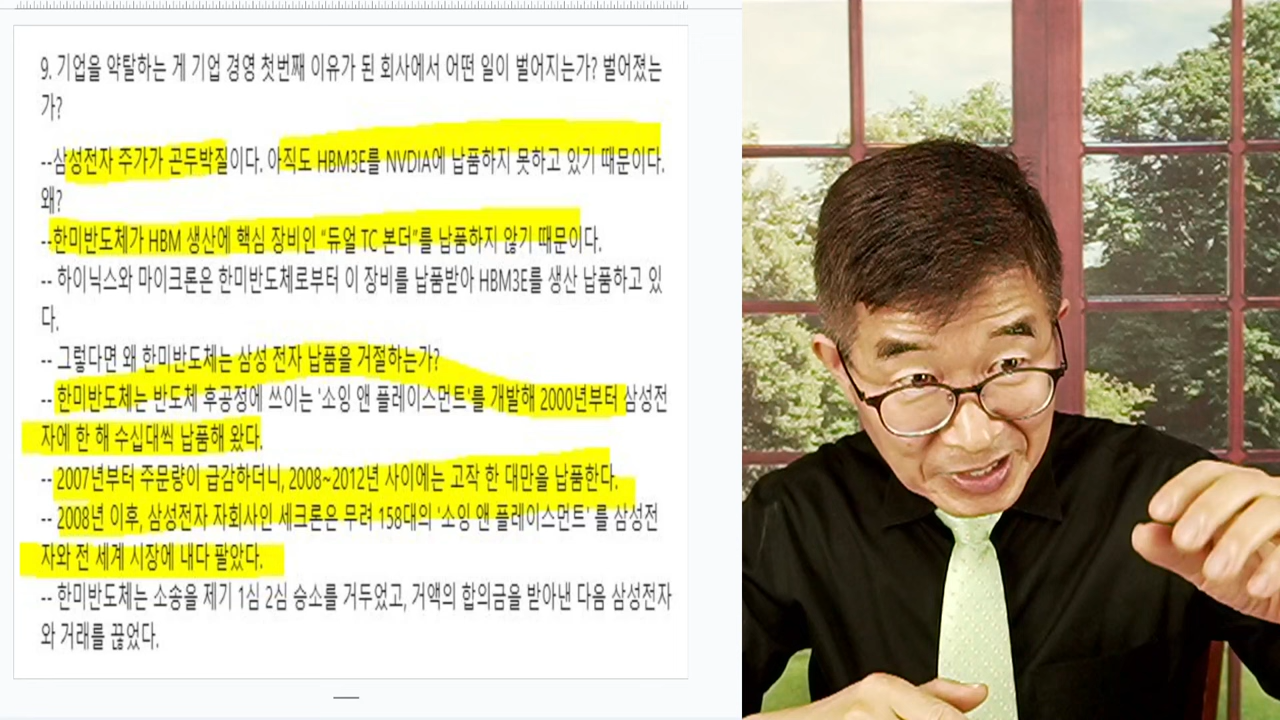 9. 기업을 약탈하는 게 기업 경영 첫번째 이유가 된 회사에서 어떤 일이 벌어지는가? 벌어졌는
가?
--삼성전자 주가가 곤두박질이다. 아직도 HBM3E를 NVDIA에 납품하지 못하고 있기 때문이다.
왜?
--한미반도체가 HBM 생산에 핵심 장비인 “듀얼 TC 본더”를 납품하지 않기 때문이다.
-- 하이닉스와 마이크론은 한미반도체로부터 이 장비를 납품받아 HBM3E를 생산 납품하고 있
다.
-- 그렇다면 왜 한미반도체는 삼성 전자 납품을 거절하는가?
-- 한미반도체는 반도체 후공정에 쓰이는 '소잉 앤 플레이스먼트'를 개발해 2000년부터 삼성전
자에 한 해 수십대씩 납품해 왔다.
-- 2007년부터 주문량이 급감하더니, 2008~2012년 사이에는 고작 한 대만을 납품한다.
-- 2008년 이후, 삼성전자 자회사인 세크론은 무려 158대의 '소잉 앤 플레이스먼트' 를 삼성전
자와 전 세계 시장에 내다 팔았다.
-- 한미반도체는 소송을 제기 1심 2심 승소를 거두었고, 거액의 합의금을 받아낸 다음 삼성전자
와 거래를 끊었다.